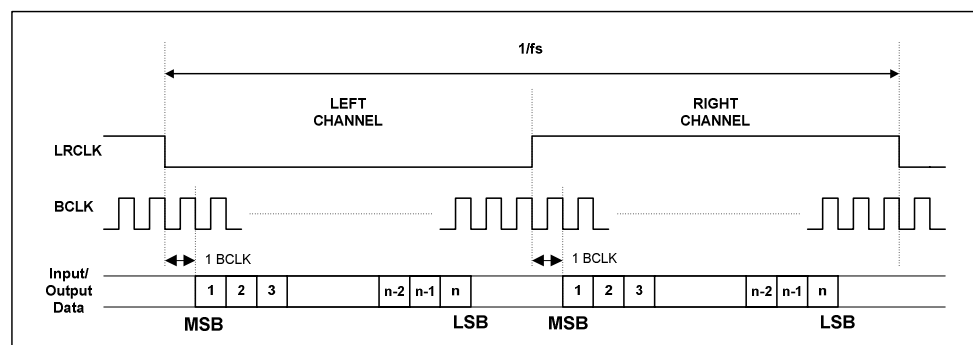 1/fs
LEFT
CHANNEL
RIGHT
CHANNEL
LRCLK
BCLK
1 BCLK
1 BCLK
Input/
Output
Data
1 2 3 n-2 n-1 n 1 2 3 n-2 n-1 n
MSB LSB MSB LSB